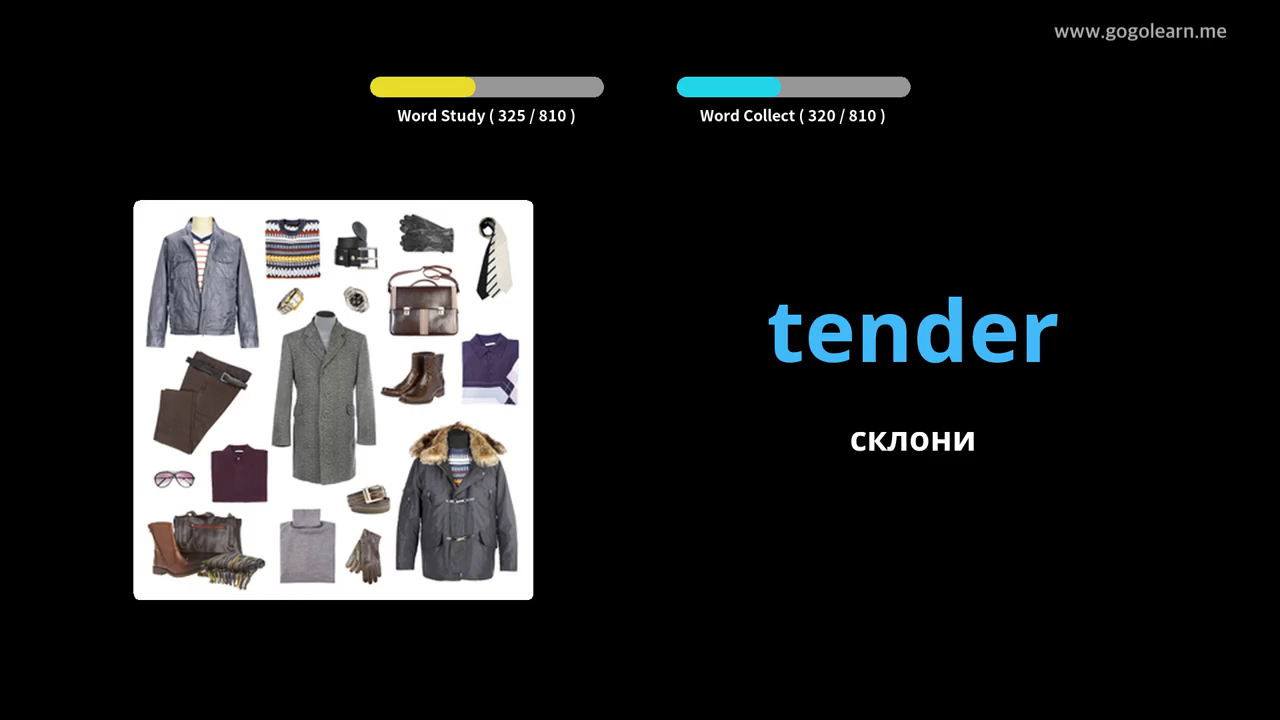 www.gogolearn.me
Word Study ( 325 / 810 )
Word Collect ( 320 / 810 )
tender
склони